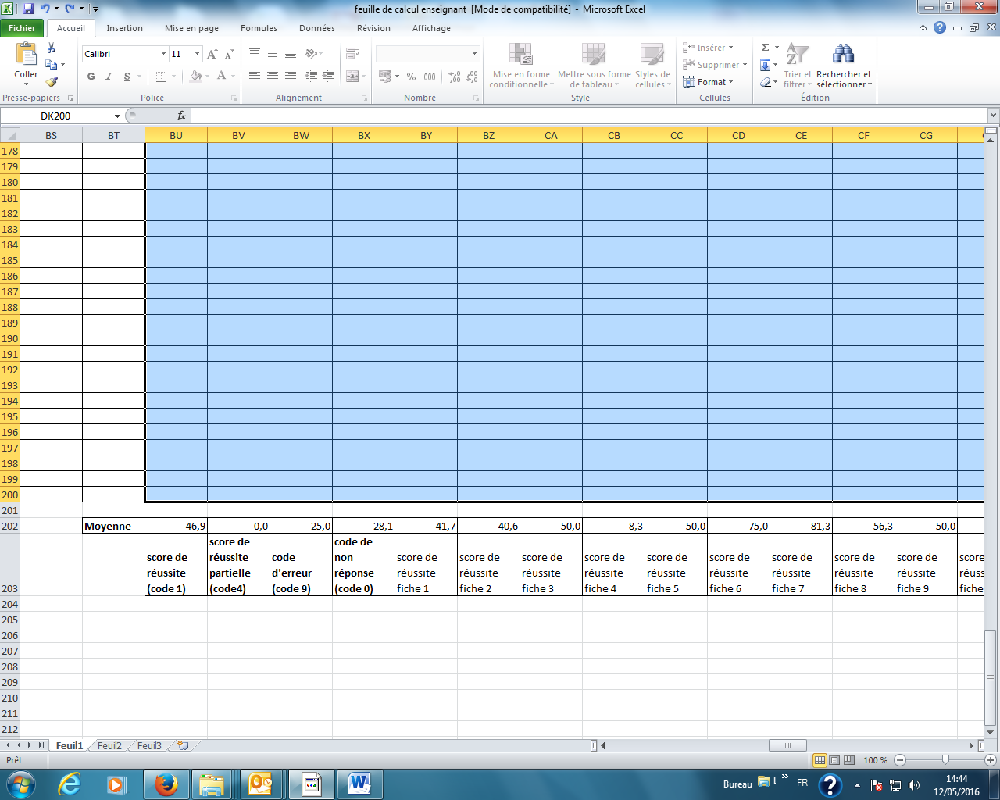 feuille de calcul enseignant [Mode de compatibilité] - Microsoft Excel
Fichier Accueil Insertion Mise en page Formules Données Révision Affichage
Coller
Calibri 11
G I S A
% 000
Mise en forme conditionnelle
Mettre sous forme de tableau
Styles de cellules
Insérer
Supprimer
Format
Σ
Trier et filtrer
Rechercher et sélectionner
Presse-papiers Police Alignement Nombre Style Cellules Édition
DK200 fx
BS BT BU BV BW BX BY BZ CA CB CC CD CE CF CG
178
179
180
181
182
183
184
185
186
187
188
189
190
191
192
193
194
195
196
197
198
199
200
201
202 Moyenne 46,9 0,0 25,0 28,1 41,7 40,6 50,0 8,3 50,0 75,0 81,3 56,3 50,0
203
score de réussite (code 1)
score de réussite partielle (code4)
code d'erreur (code 9)
code de non réponse (code 0)
score de réussite fiche 1
score de réussite fiche 2
score de réussite fiche 3
score de réussite fiche 4
score de réussite fiche 5
score de réussite fiche 6
score de réussite fiche 7
score de réussite fiche 8
score de réussite fiche 9
204
205
206
207
208
209
210
211
212
Feuil1 Feuil2 Feuil3
Prêt 100 %
Bureau FR 14:44
12/05/2016